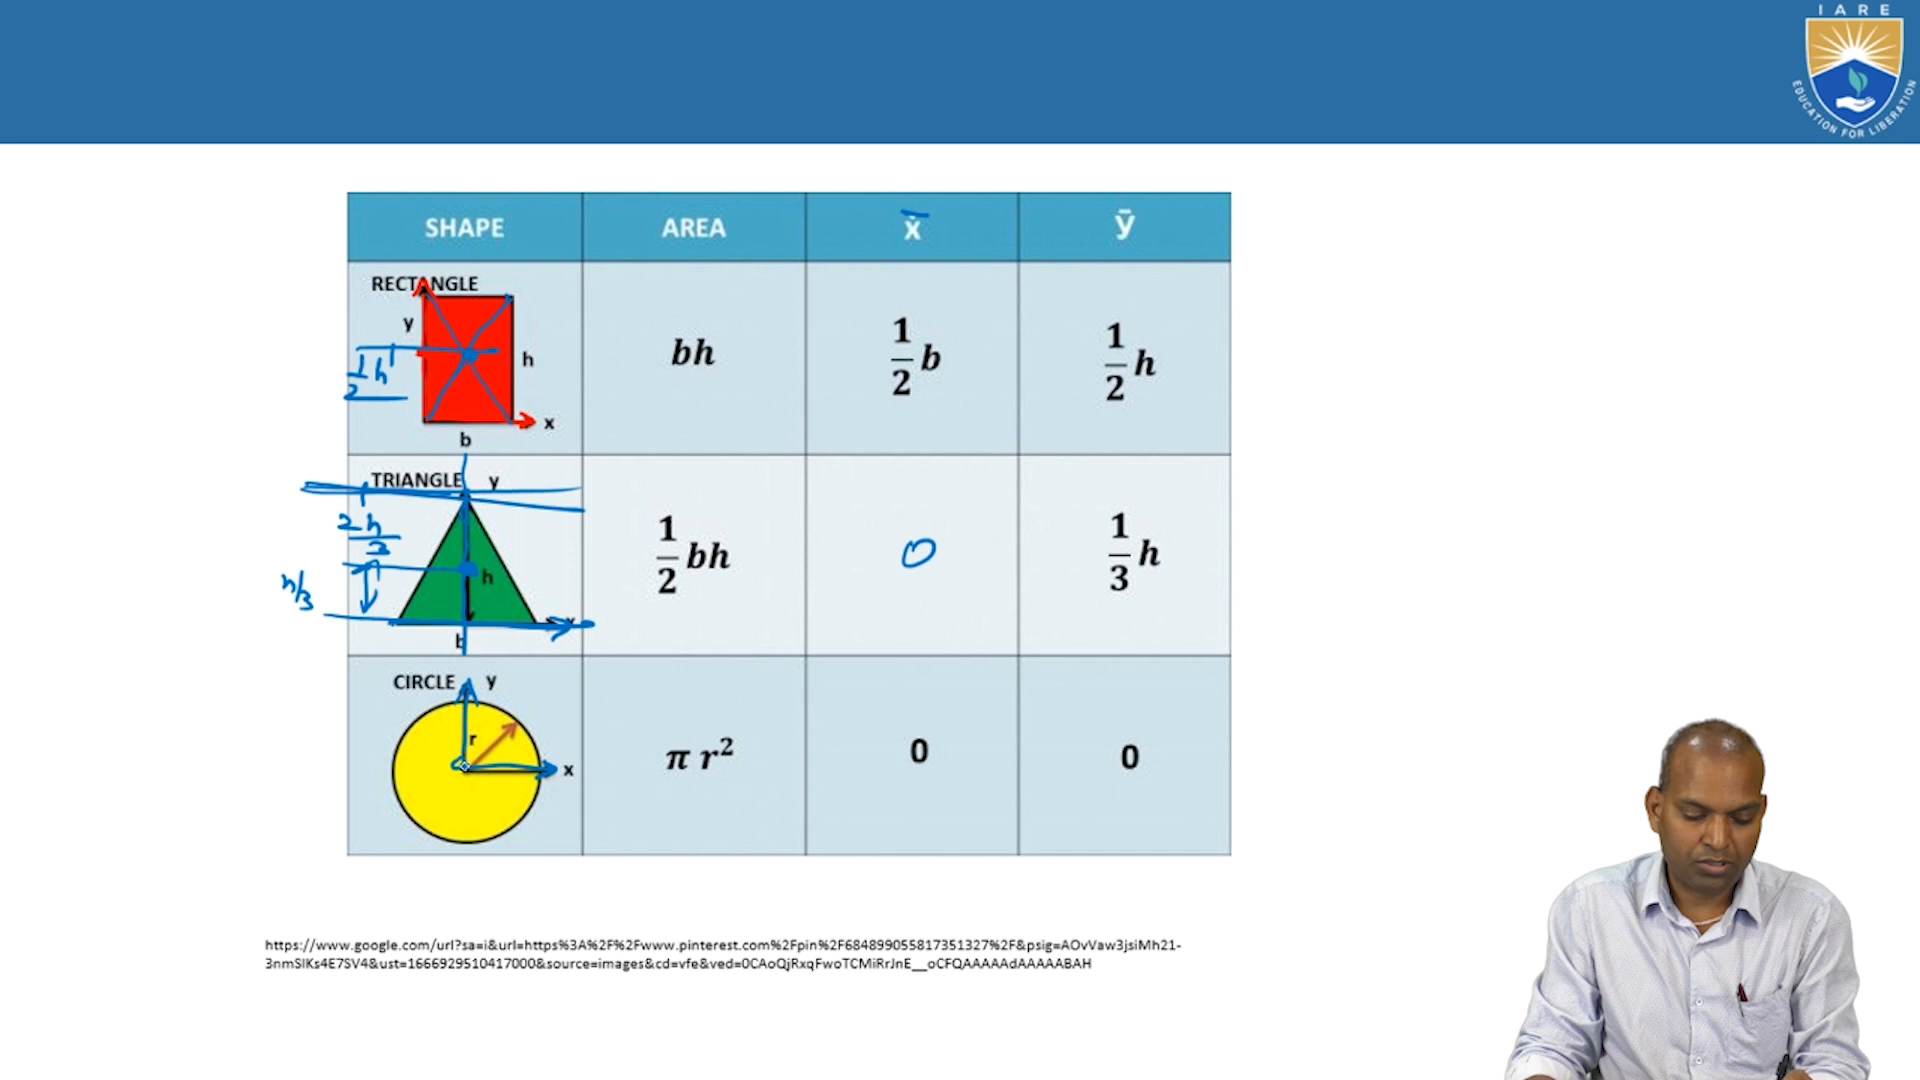 I A R E
EDUCATION FOR LIBERATION
SHAPE AREA x̄ ȳ
RECTANGLE
y
h
x
b
1/2 h
bh
1/2 b
1/2 h
TRIANGLE y
2h/3
h
h/3
b
1/2 bh
0
1/3 h
CIRCLE y
r
x
π r²
0
0
https://www.google.com/url?sa=i&url=https%3A%2F%2Fwww.pinterest.com%2Fpin%2F684899055817351327%2F&psig=AOvVaw3jsiMh21-
3nmSIKs4E7SV4&ust=1666929510417000&source=images&cd=vfe&ved=0CAoQjRxqFwoTCMiRrJnE__oCFQAAAAAdAAAAABAH